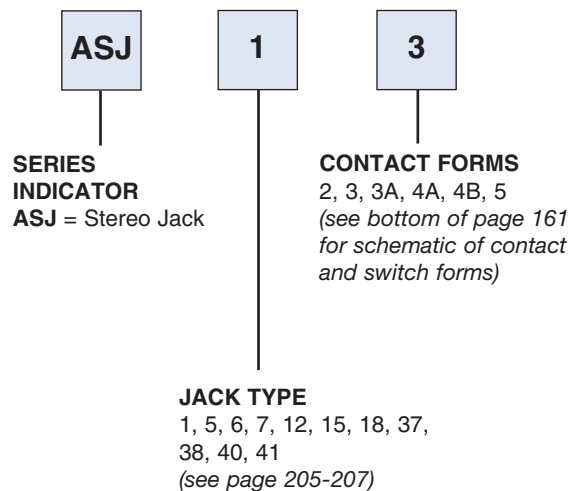 ASJ 1 3
SERIES
INDICATOR
ASJ = Stereo Jack
CONTACT FORMS
2, 3, 3A, 4A, 4B, 5
(see bottom of page 161
for schematic of contact
and switch forms)
JACK TYPE
1, 5, 6, 7, 12, 15, 18, 37,
38, 40, 41
(see page 205-207)